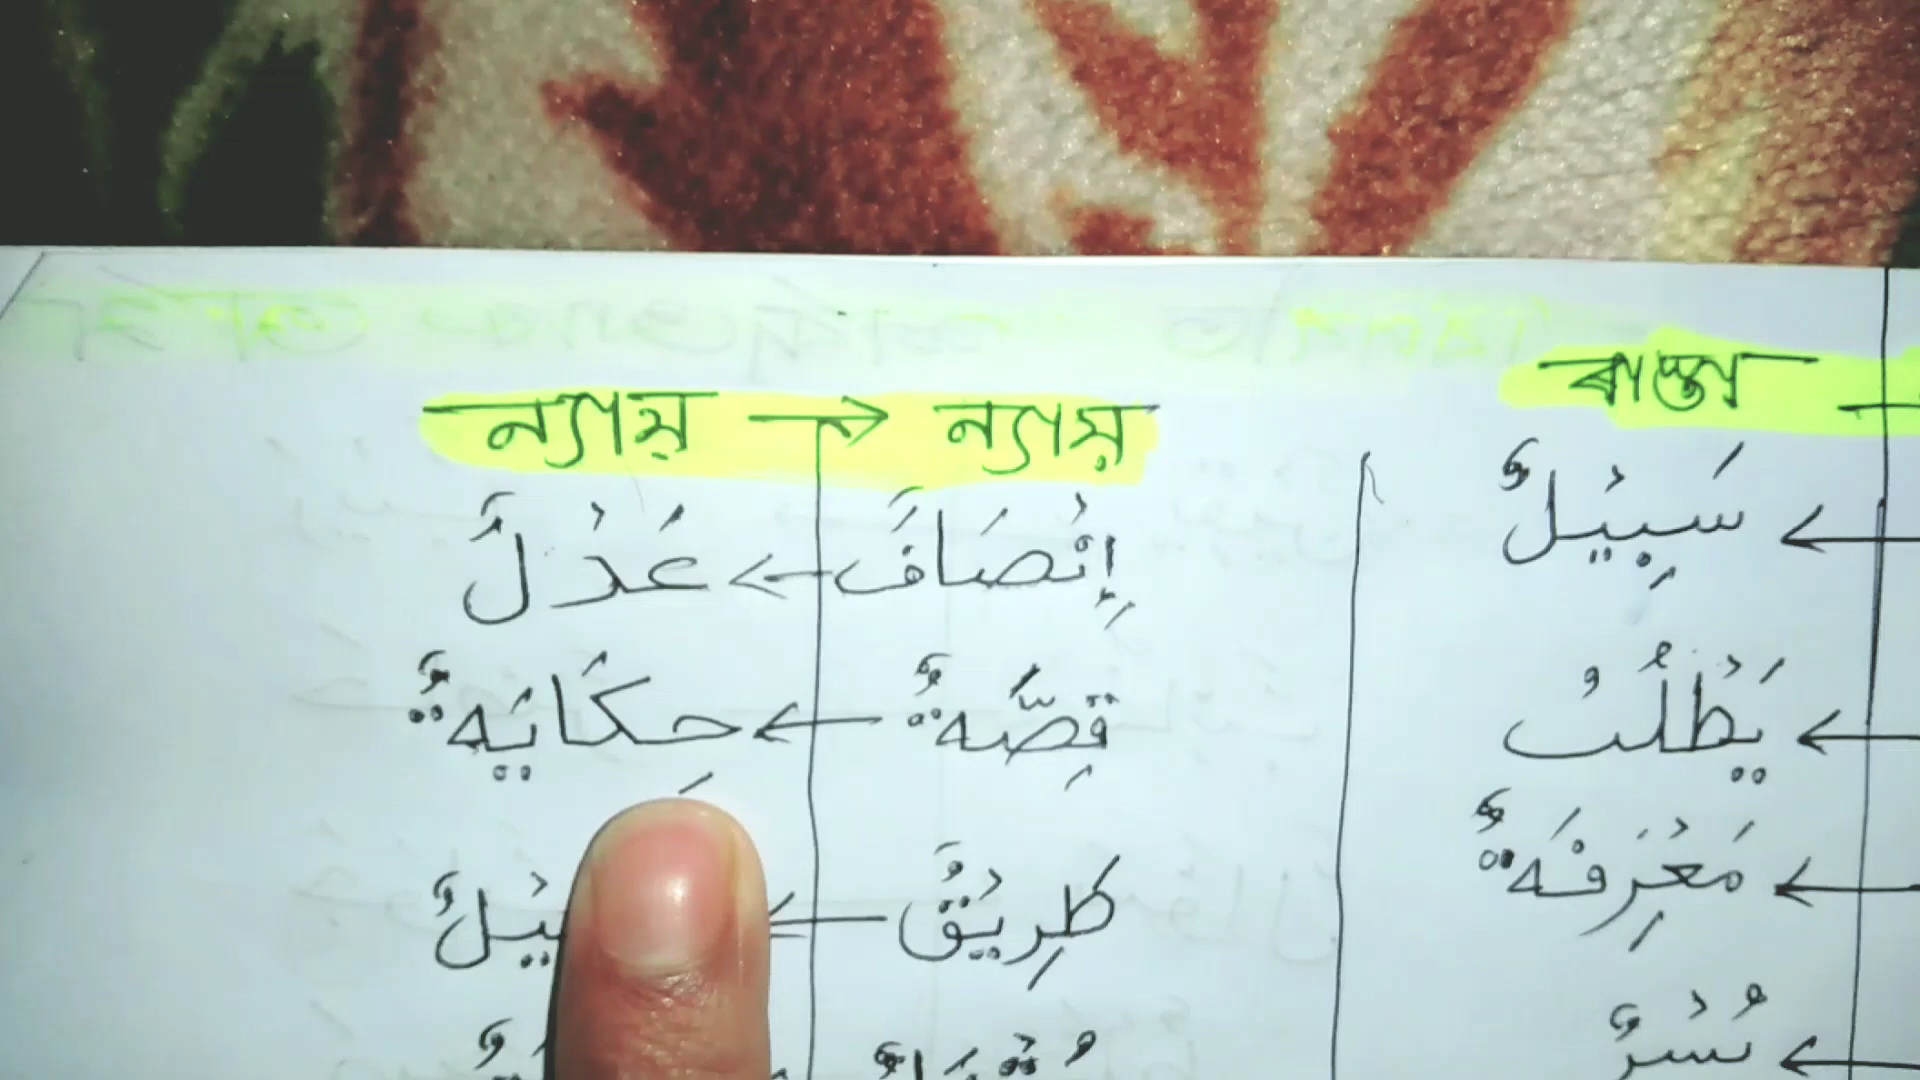 ন্যায় → ন্যায় রাস্তা
إِنْصَافَ ← عَدْلٌ
سَبِيْلٌ ←
قِصَّةٌ ← حِكَايَةٌ
يَطْلُبُ ←
طَرِيْقٌ ←
مَعْرِفَةٌ ←
يُسْرٌ ←